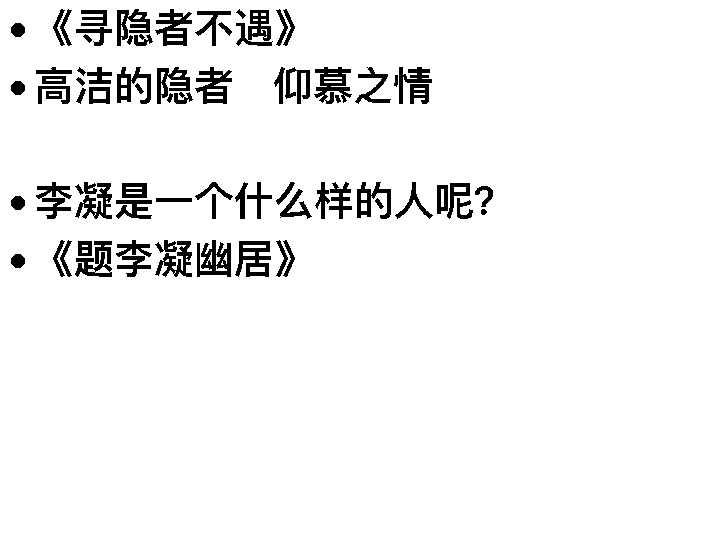 • 《寻隐者不遇》
• 高洁的隐者　仰慕之情
• 李凝是一个什么样的人呢?
• 《题李凝幽居》